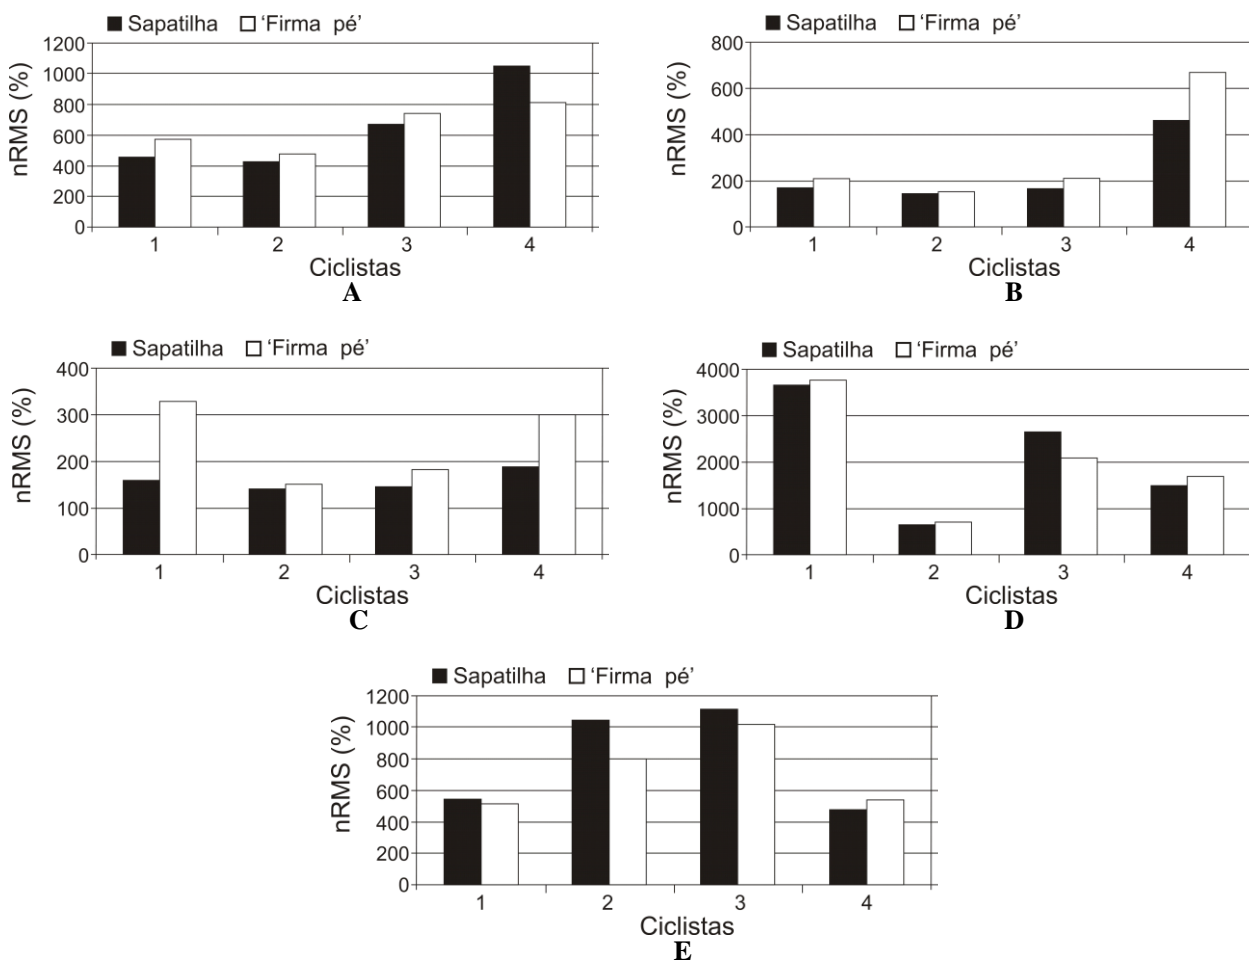 Sapatilha 'Firma pé'
nRMS (%)
1200
1000
800
600
400
200
0
1 2 3 4
Ciclistas
A
Sapatilha 'Firma pé'
nRMS (%)
800
600
400
200
0
1 2 3 4
Ciclistas
B
Sapatilha 'Firma pé'
nRMS (%)
400
300
200
100
0
1 2 3 4
Ciclistas
C
Sapatilha 'Firma pé'
nRMS (%)
4000
3000
2000
1000
0
1 2 3 4
Ciclistas
D
Sapatilha 'Firma pé'
nRMS (%)
1200
1000
800
600
400
200
0
1 2 3 4
Ciclistas
E